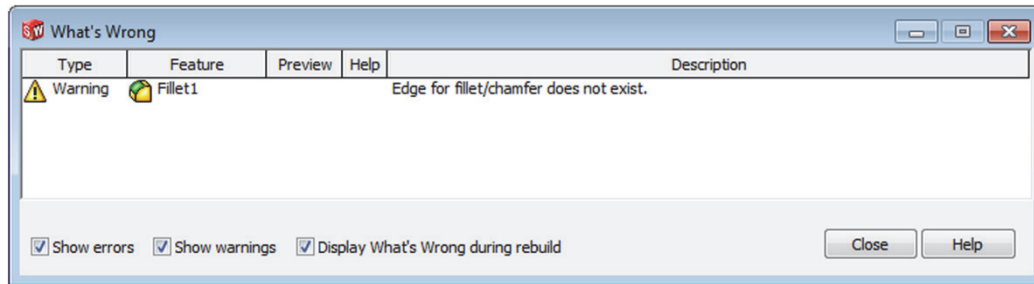 SW What's Wrong
Type Feature Preview Help Description
Warning Fillet1 Edge for fillet/chamfer does not exist.
Show errors Show warnings Display What's Wrong during rebuild Close Help